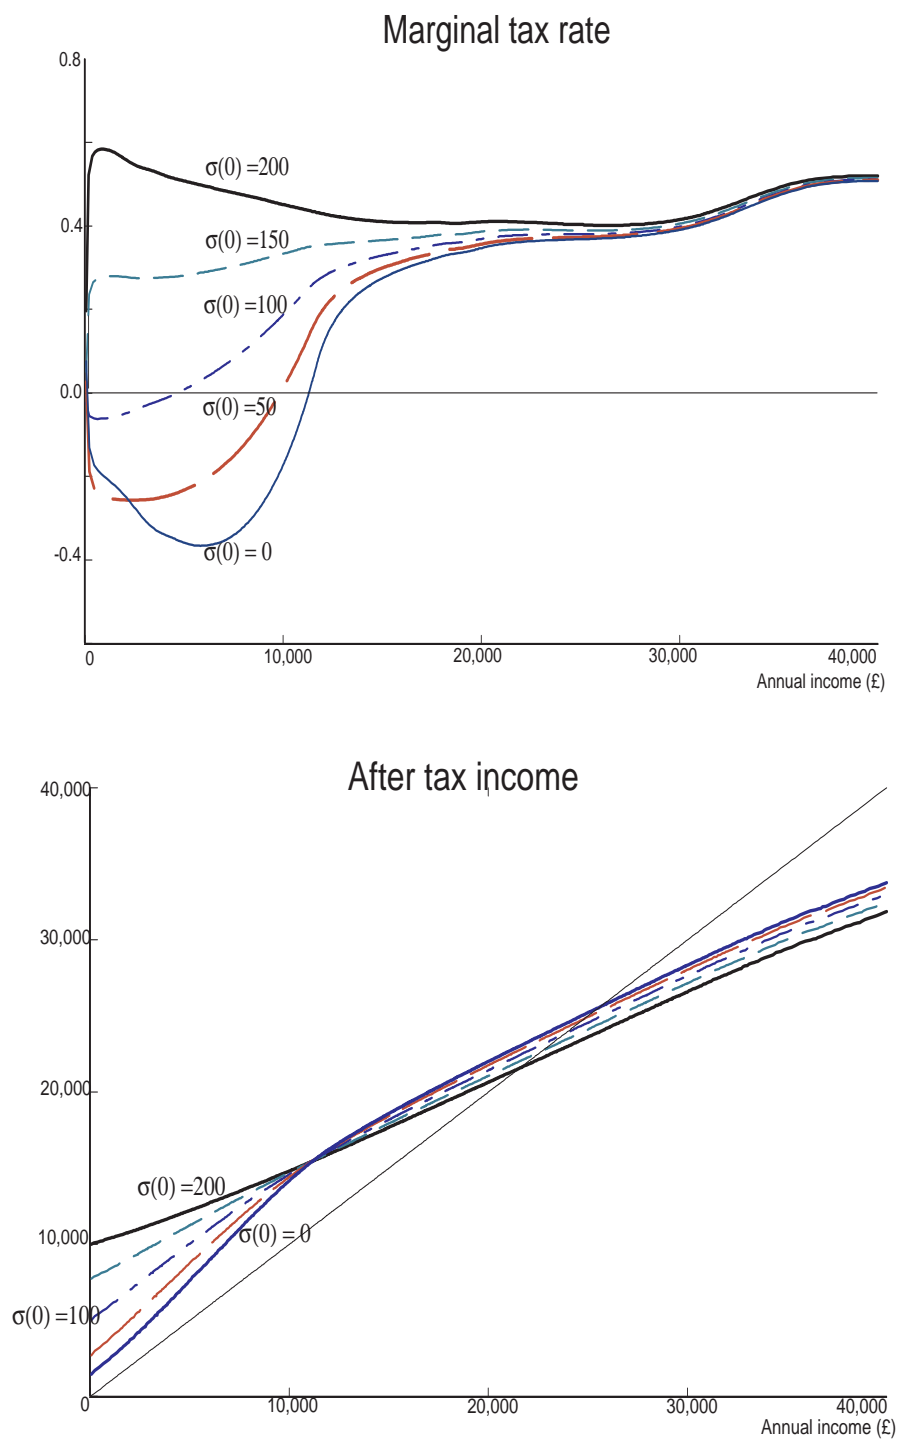 Marginal tax rate
0.8
σ(0) =200
0.4
σ(0) =150
σ(0) =100
0.0
σ(0) =50
σ(0) = 0
-0.4
0 10,000 20,000 30,000 40,000
Annual income (£)
After tax income
40,000
30,000
20,000
σ(0) =200
10,000
σ(0) = 0
σ(0) =100
0 10,000 20,000 30,000 40,000
Annual income (£)